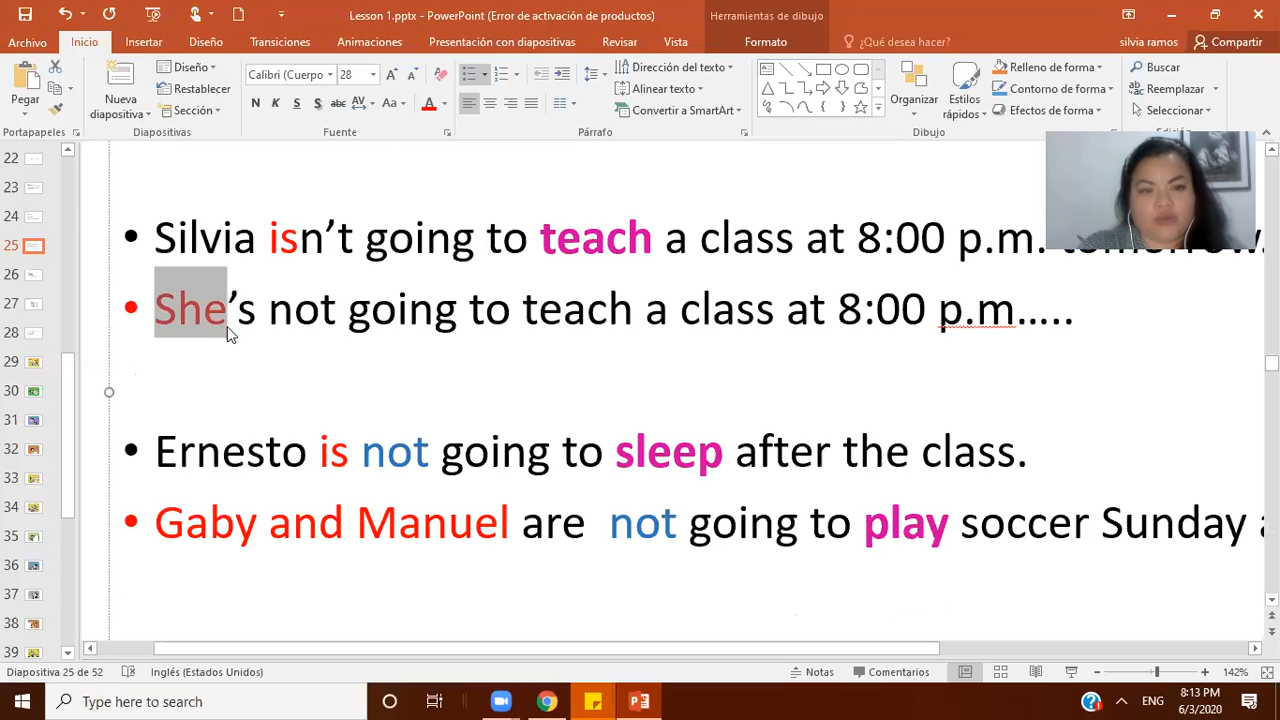 Lesson 1.pptx - PowerPoint (Error de activación de productos)
Herramientas de dibujo
Archivo Inicio Insertar Diseño Transiciones Animaciones Presentación con diapositivas Revisar Vista Formato ¿Qué desea hacer? silvia ramos Compartir
Pegar
Portapapeles
Nueva diapositiva
Diseño
Restablecer
Sección
Diapositivas
Calibri (Cuerpo 28
N K S S abc AV Aa A
Fuente
Dirección del texto
Alinear texto
Convertir a SmartArt
Párrafo
Organizar
Estilos rápidos
Relleno de forma
Contorno de forma
Efectos de forma
Dibujo
Buscar
Reemplazar
Seleccionar
22
23
24
25
26
27
28
29
30
31
32
33
34
35
36
37
38
39
• Silvia isn’t going to teach a class at 8:00 p.m. tomorrow.
• She’s not going to teach a class at 8:00 p.m…..
• Ernesto is not going to sleep after the class.
• Gaby and Manuel are not going to play soccer Sunday a
Diapositiva 25 de 52 Inglés (Estados Unidos) Notas Comentarios 142%
Type here to search
ENG
8:13 PM
6/3/2020